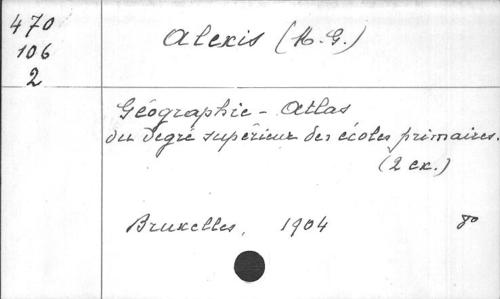 470
106
2
Alexis (M. G.)
Géographie - Atlas
du degré supérieur des écoles primaires.
(2 ex.)
Bruxelles, 1904 8°